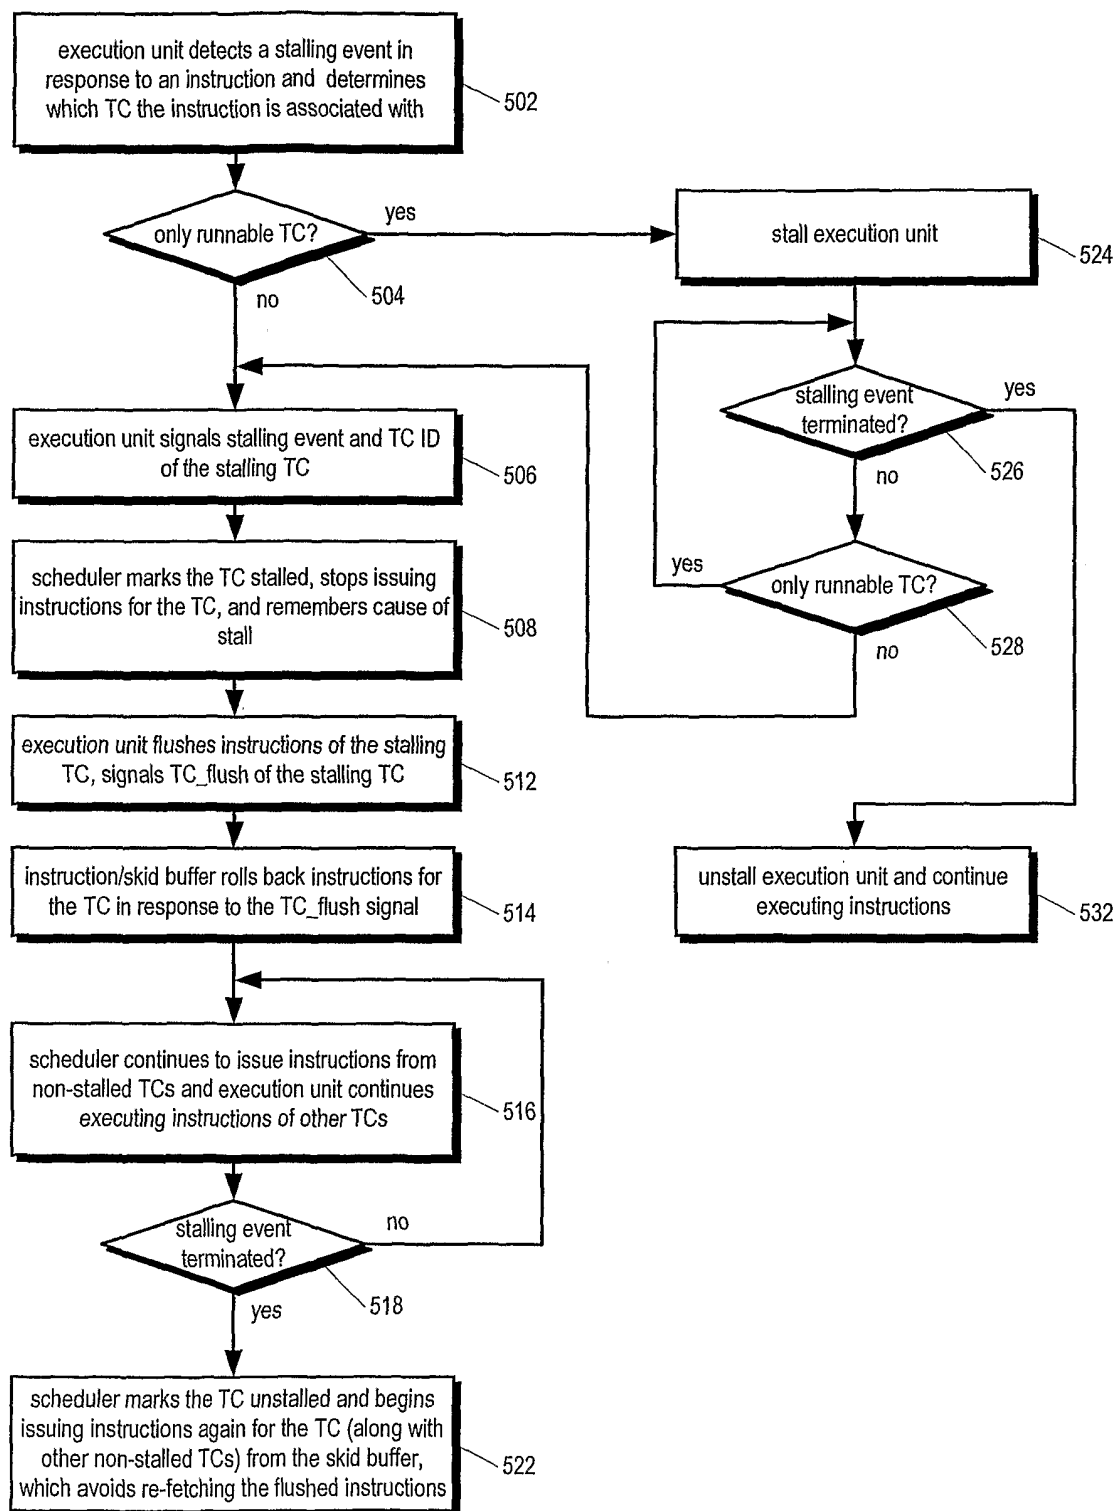 execution unit detects a stalling event in
response to an instruction and determines
which TC the instruction is associated with
502
only runnable TC?
yes
no
504
stall execution unit
524
execution unit signals stalling event and TC ID
of the stalling TC
506
stalling event
terminated?
yes
no
526
scheduler marks the TC stalled, stops issuing
instructions for the TC, and remembers cause of
stall
508
only runnable TC?
yes
no
528
execution unit flushes instructions of the stalling
TC, signals TC_flush of the stalling TC
512
instruction/skid buffer rolls back instructions for
the TC in response to the TC_flush signal
514
unstall execution unit and continue
executing instructions
532
scheduler continues to issue instructions from
non-stalled TCs and execution unit continues
executing instructions of other TCs
516
stalling event
terminated?
no
yes
518
scheduler marks the TC unstalled and begins
issuing instructions again for the TC (along with
other non-stalled TCs) from the skid buffer,
which avoids re-fetching the flushed instructions
522